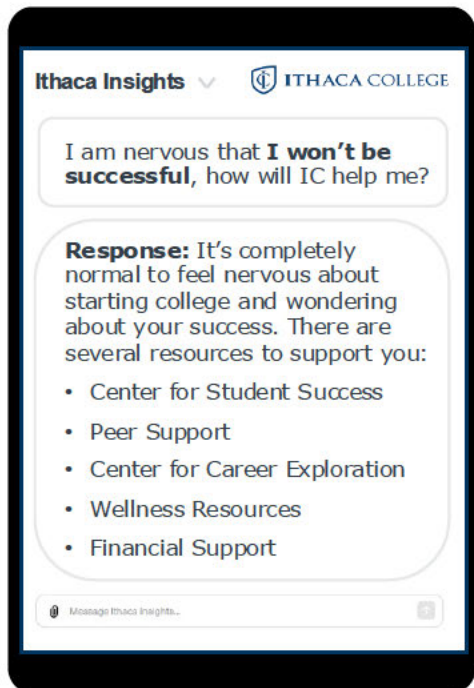 Ithaca Insights
ITHACA COLLEGE
I am nervous that I won't be
successful, how will IC help me?
Response: It's completely
normal to feel nervous about
starting college and wondering
about your success. There are
several resources to support you:
• Center for Student Success
• Peer Support
• Center for Career Exploration
• Wellness Resources
• Financial Support
Message Ithaca Insights...